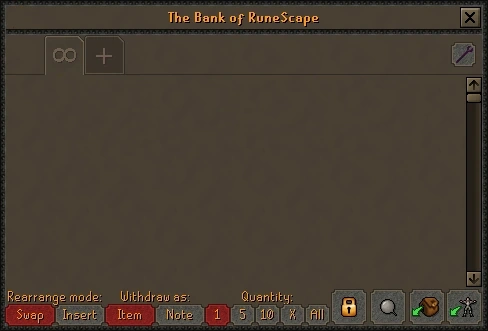 The Bank of RuneScape
Rearrange mode: Withdraw as: Quantity:
Swap Insert Item Note 1 5 10 X All